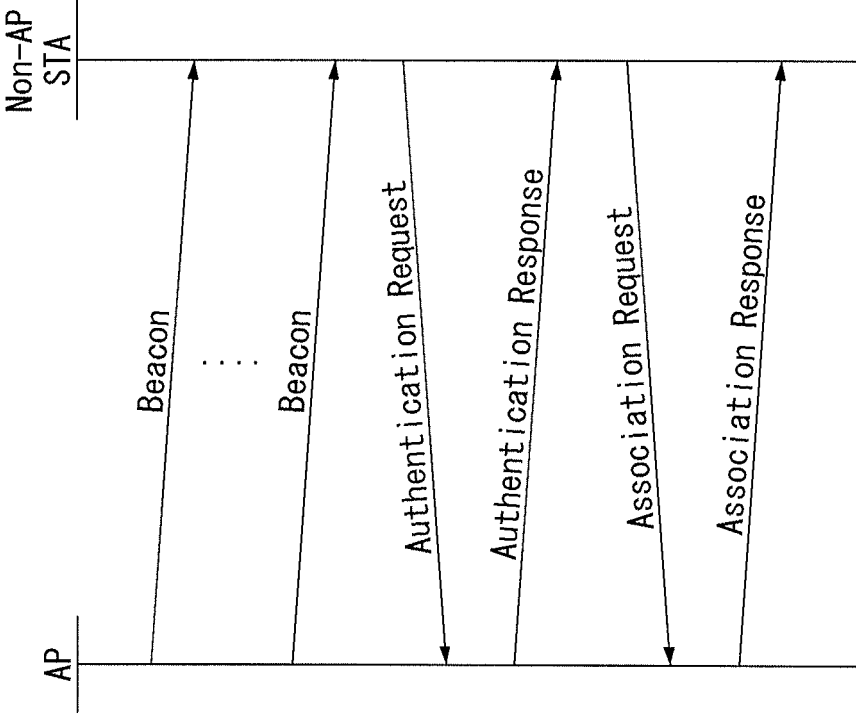 AP
Non-AP
STA
Beacon
....
Beacon
Authentication Request
Authentication Response
Association Request
Association Response